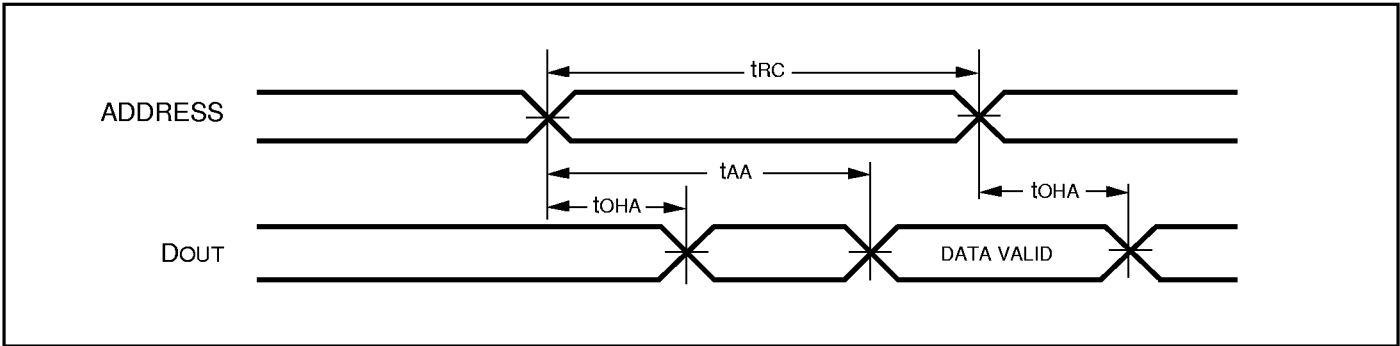 tRC
ADDRESS
tAA
tOHA
tOHA
DOUT
DATA VALID